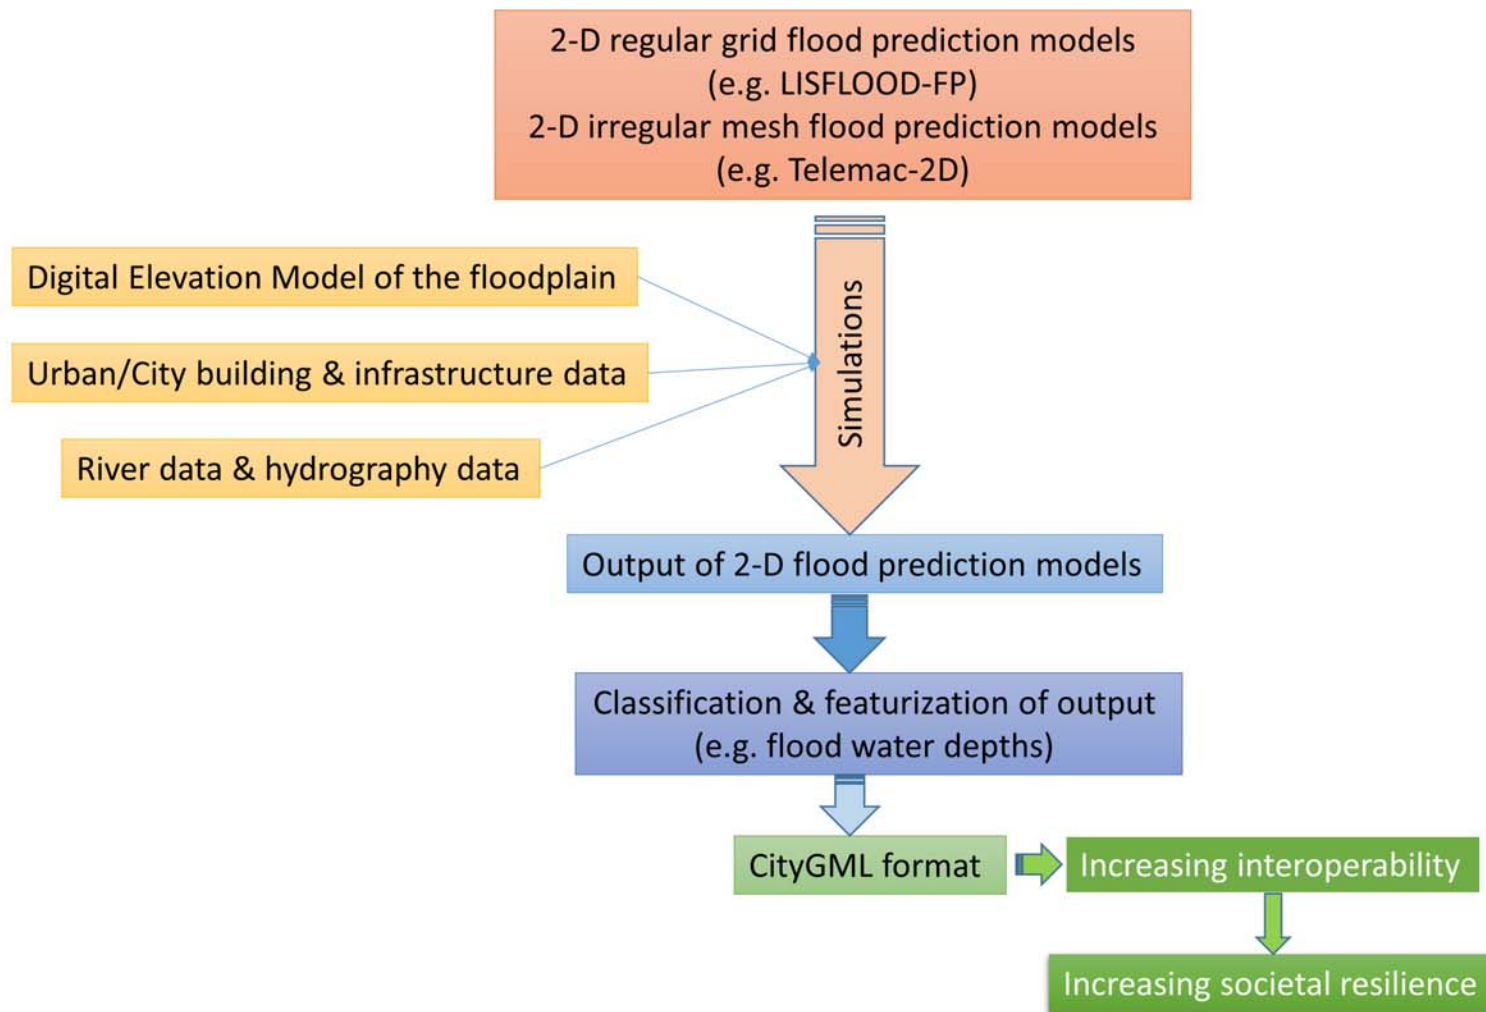 2-D regular grid flood prediction models
(e.g. LISFLOOD-FP)
2-D irregular mesh flood prediction models
(e.g. Telemac-2D)
Digital Elevation Model of the floodplain
Urban/City building & infrastructure data
River data & hydrography data
Simulations
Output of 2-D flood prediction models
Classification & featurization of output
(e.g. flood water depths)
CityGML format
Increasing interoperability
Increasing societal resilience